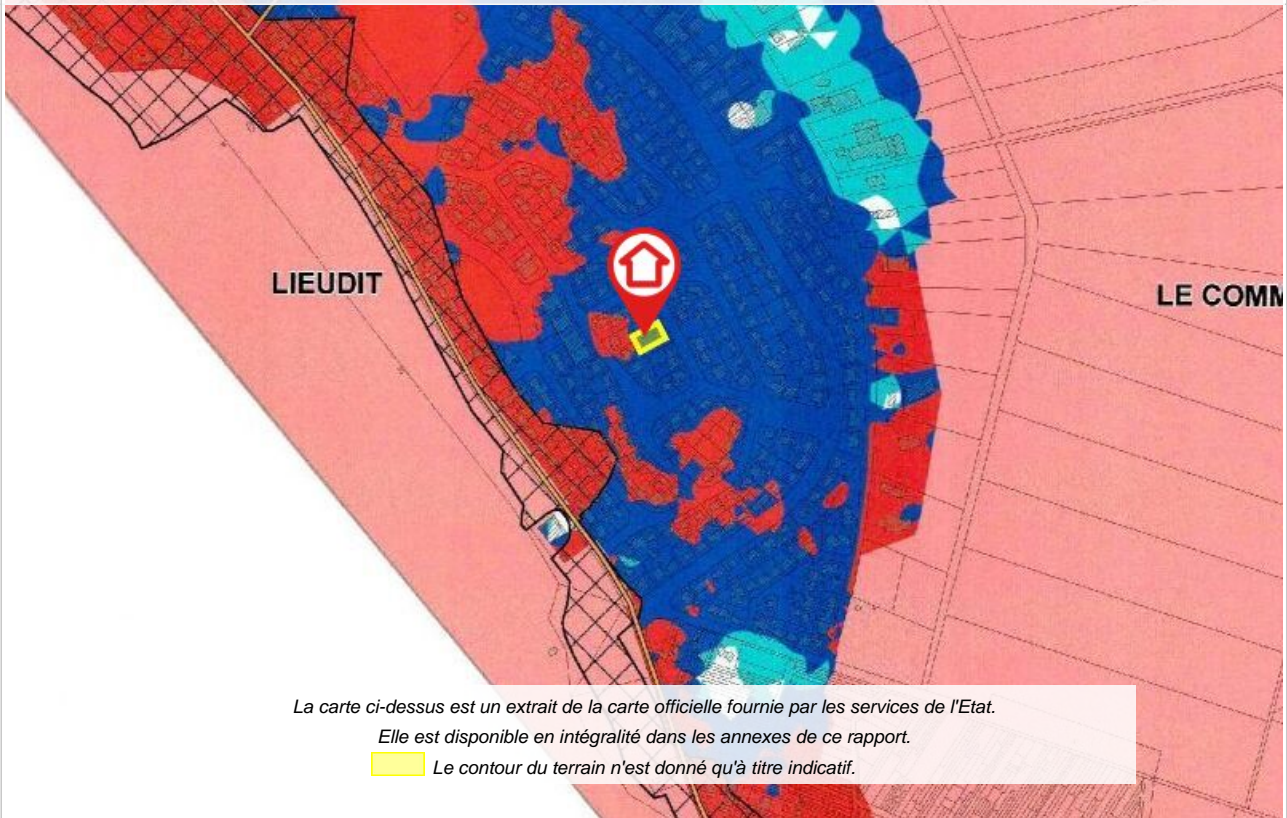 LIEUDIT
LE COMM
La carte ci-dessus est un extrait de la carte officielle fournie par les services de l'Etat.
Elle est disponible en intégralité dans les annexes de ce rapport.
Le contour du terrain n'est donné qu'à titre indicatif.